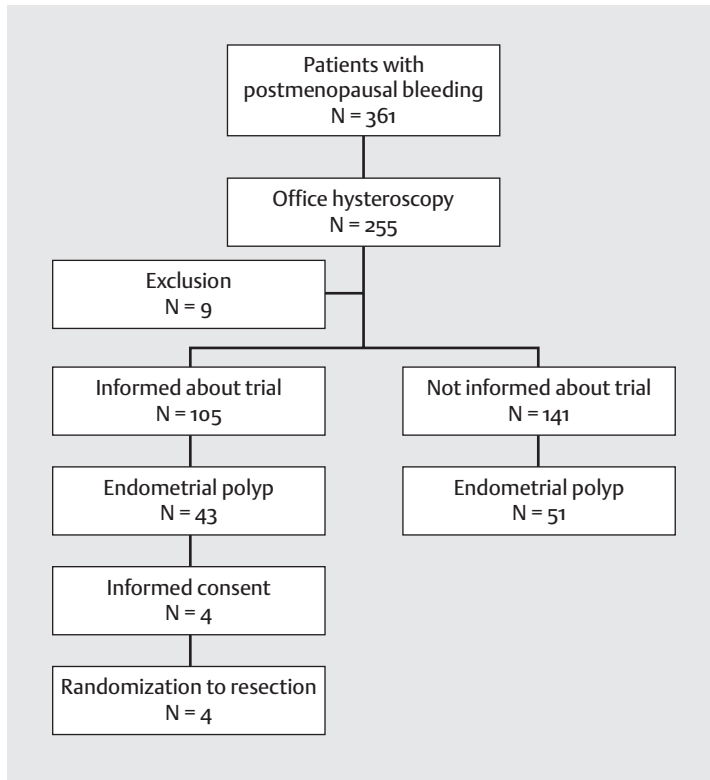 Patients with
postmenopausal bleeding
N = 361
Office hysteroscopy
N = 255
Exclusion
N = 9
Informed about trial
N = 105
Not informed about trial
N = 141
Endometrial polyp
N = 43
Endometrial polyp
N = 51
Informed consent
N = 4
Randomization to resection
N = 4